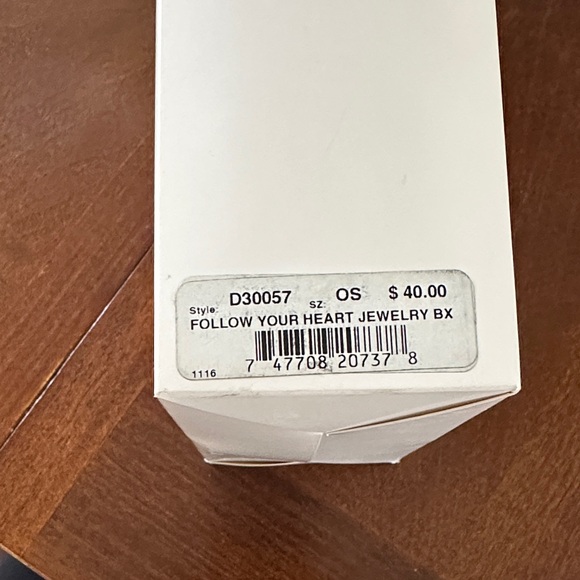 Style: D30057 SZ: OS $ 40.00
FOLLOW YOUR HEART JEWELRY BX
1116 7 47708 20737 8